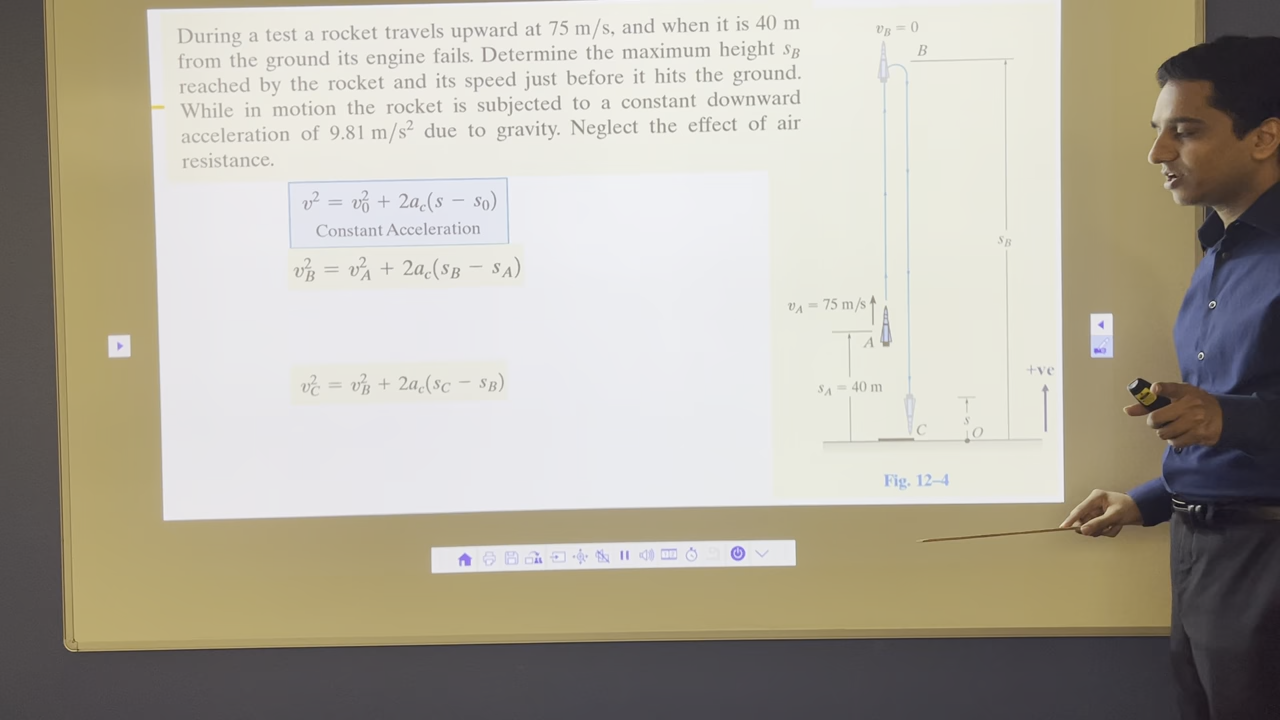 During a test a rocket travels upward at 75 m/s, and when it is 40 m
from the ground its engine fails. Determine the maximum height s_B
reached by the rocket and its speed just before it hits the ground.
While in motion the rocket is subjected to a constant downward
acceleration of 9.81 m/s² due to gravity. Neglect the effect of air
resistance.
v² = v₀² + 2a_c(s − s₀)
Constant Acceleration
v_B² = v_A² + 2a_c(s_B − s_A)
v_C² = v_B² + 2a_c(s_C − s_B)
v_B = 0
B
s_B
v_A = 75 m/s
A
+ve
s_A = 40 m
s
C
O
Fig. 12–4